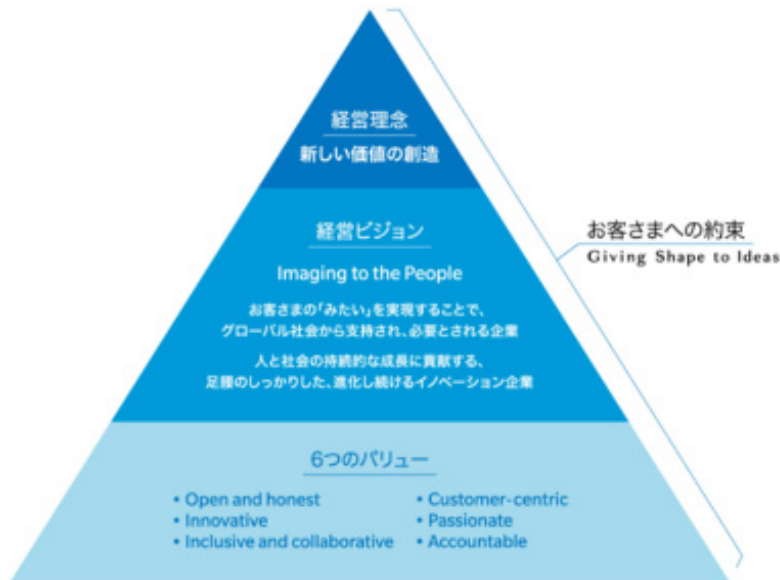 経営理念
新しい価値の創造
経営ビジョン
Imaging to the People
お客さまの「みたい」を実現することで、
グローバル社会から支持され、必要とされる企業
人と社会の持続的な成長に貢献する、
足腰のしっかりした、進化し続けるイノベーション企業
お客さまへの約束
Giving Shape to Ideas
6つのバリュー
• Open and honest
• Innovative
• Inclusive and collaborative
• Customer-centric
• Passionate
• Accountable